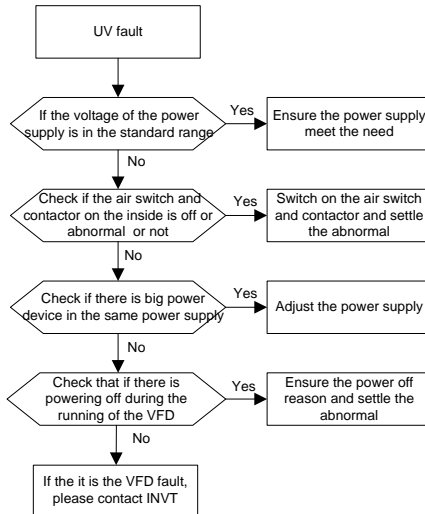 UV fault
If the voltage of the power
supply is in the standard range
Yes
Ensure the power supply
meet the need
No
Check if the air switch and
contactor on the inside is off or
abnormal or not
Yes
Switch on the air switch
and contactor and settle
the abnormal
No
Check if there is big power
device in the same power supply
Yes
Adjust the power supply
No
Check that if there is
powering off during the
running of the VFD
Yes
Ensure the power off
reason and settle the
abnormal
No
If the it is the VFD fault,
please contact INVT